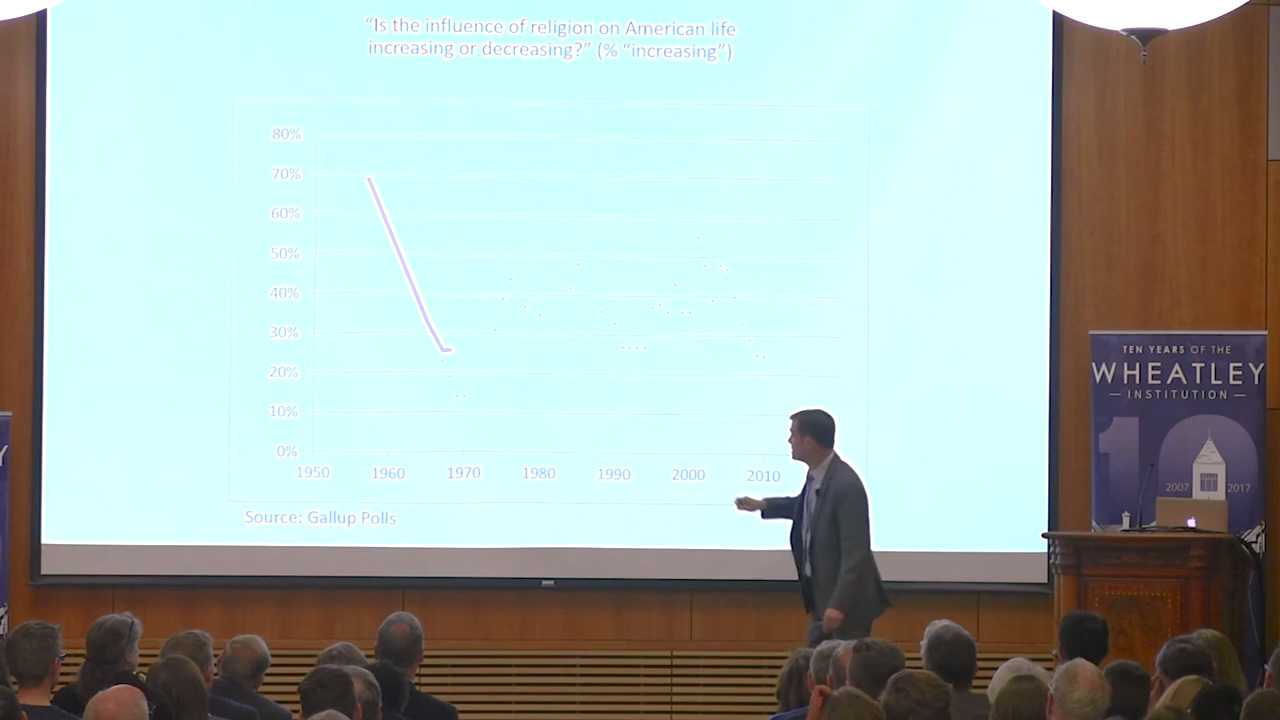 “Is the influence of religion on American life
increasing or decreasing?” (% “increasing”)
80%
70%
60%
50%
40%
30%
20%
10%
0%
1950 1960 1970 1980 1990 2000 2010
Source: Gallup Polls
TEN YEARS OF THE
WHEATLEY
— INSTITUTION —
10
2007 2017
Y